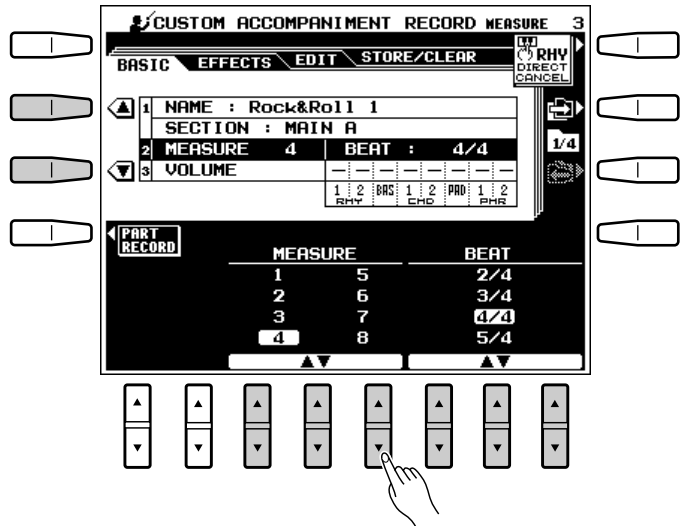 CUSTOM ACCOMPANIMENT RECORD MEASURE 3
BASIC EFFECTS EDIT STORE/CLEAR
RHY
DIRECT
CANCEL
1 NAME : Rock&Roll 1
SECTION : MAIN A
2 MEASURE 4 BEAT : 4/4
3 VOLUME
1 2 BAS 1 2 PAD 1 2
RHY CHD PHR
1/4
PART
RECORD
MEASURE BEAT
1 5 2/4
2 6 3/4
3 7 4/4
4 8 5/4